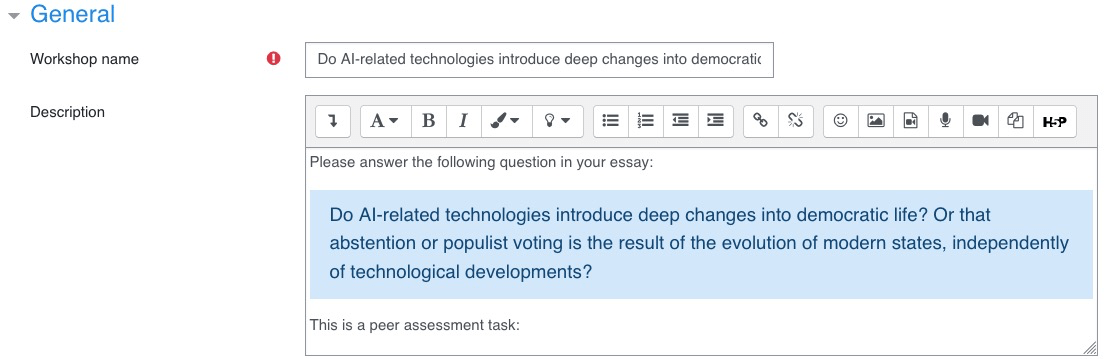 General
Workshop name
Do AI-related technologies introduce deep changes into democratic
Description
A B I H-P
Please answer the following question in your essay:
Do AI-related technologies introduce deep changes into democratic life? Or that
abstention or populist voting is the result of the evolution of modern states, independently
of technological developments?
This is a peer assessment task: